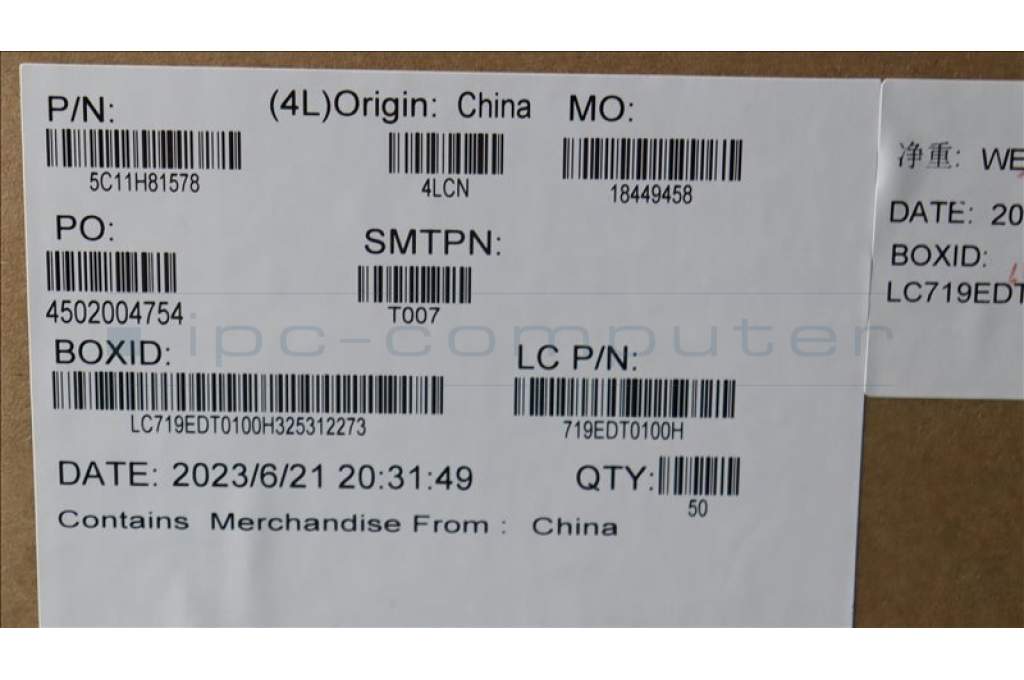 P/N:
(4L)Origin: China
MO:
5C11H81578
4LCN
18449458
PO:
SMTPN:
4502004754
T007
ipc-computer
BOXID:
LC P/N:
LC719EDT0100H325312273
719EDT0100H
DATE: 2023/6/21 20:31:49
QTY:
50
Contains Merchandise From : China
净重: WE
DATE: 20
BOXID:
LC719EDT